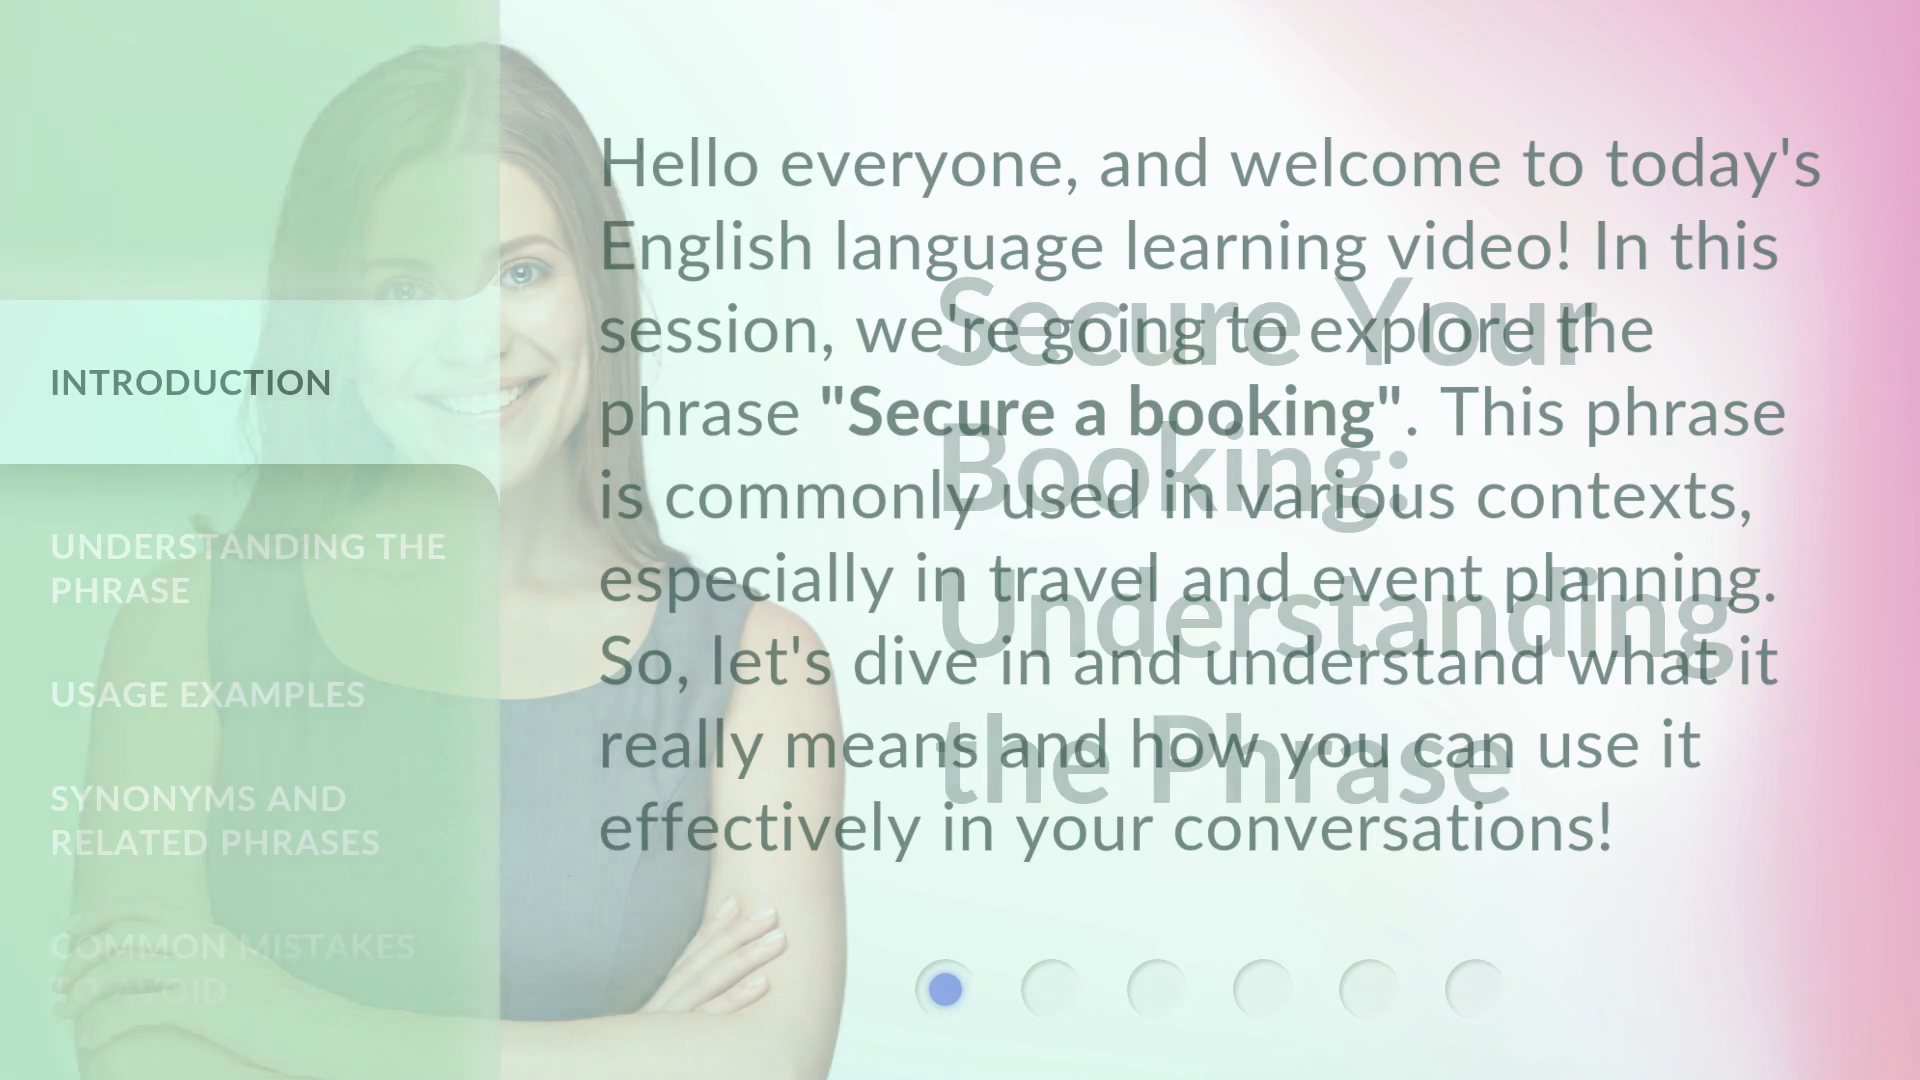 INTRODUCTION
UNDERSTANDING THE
PHRASE
USAGE EXAMPLES
SYNONYMS AND
RELATED PHRASES
COMMON MISTAKES
TO AVOID
Hello everyone, and welcome to today's
English language learning video! In this
session, we're going to explore the
phrase "Secure a booking". This phrase
is commonly used in various contexts,
especially in travel and event planning.
So, let's dive in and understand what it
really means and how you can use it
effectively in your conversations!
Secure Your
Booking:
Understanding
the Phrase